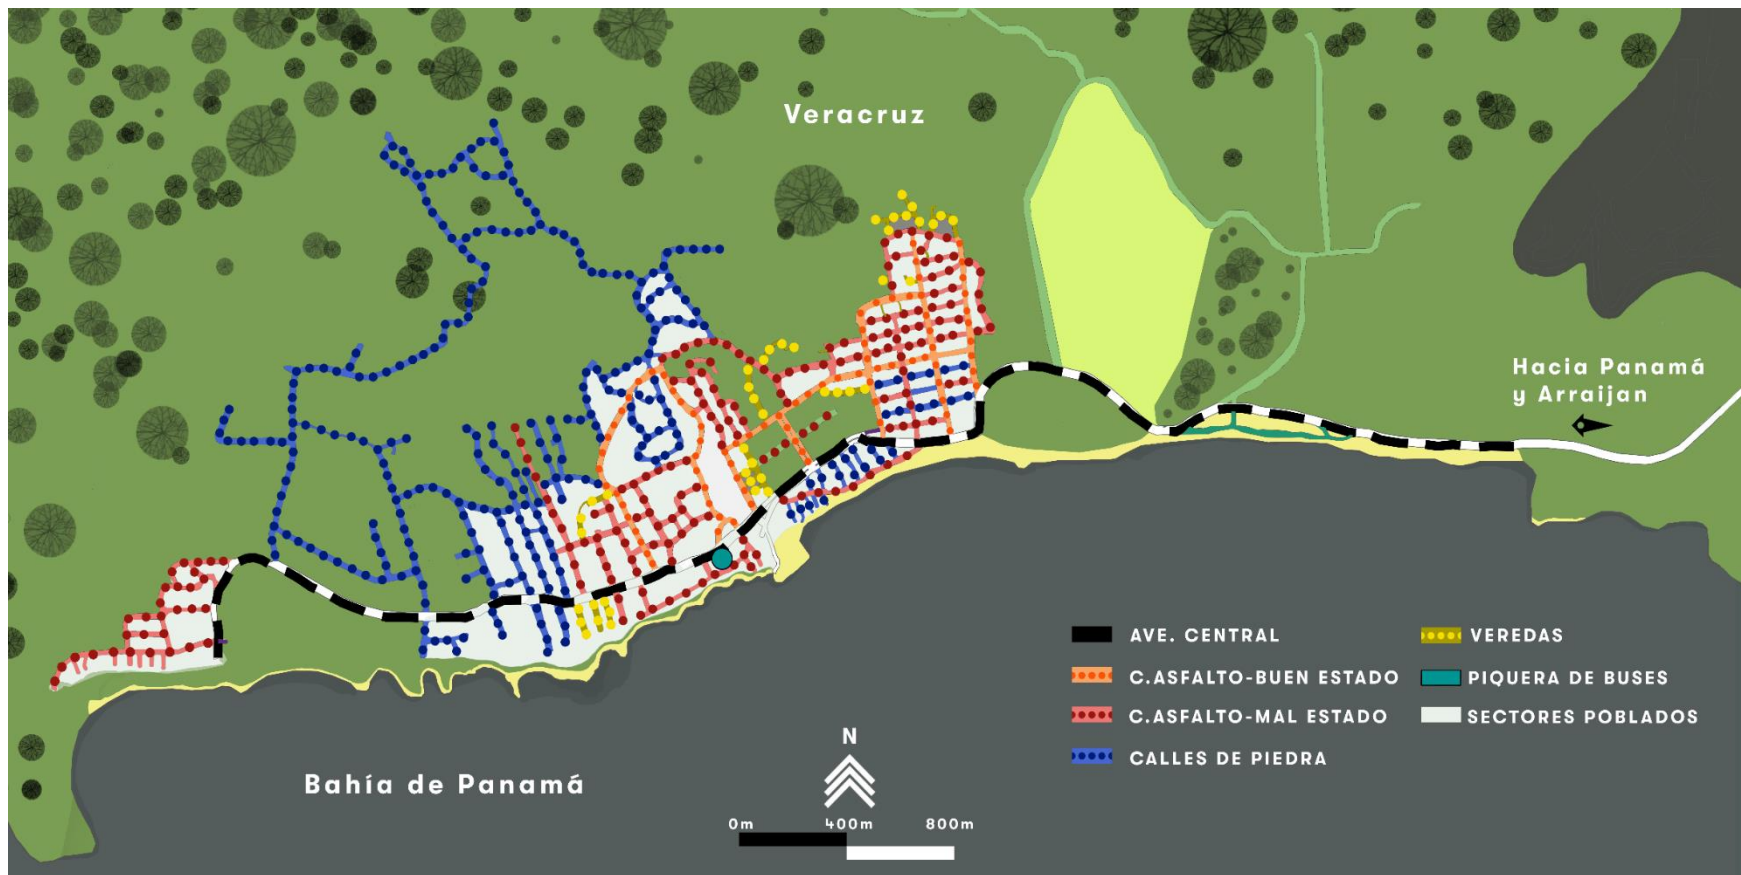 Veracruz
Hacia Panamá
y Arraijan
AVE. CENTRAL
C.ASFALTO-BUEN ESTADO
C.ASFALTO-MAL ESTADO
CALLES DE PIEDRA
VEREDAS
PIQUERA DE BUSES
SECTORES POBLADOS
Bahía de Panamá
N
0m 400m 800m